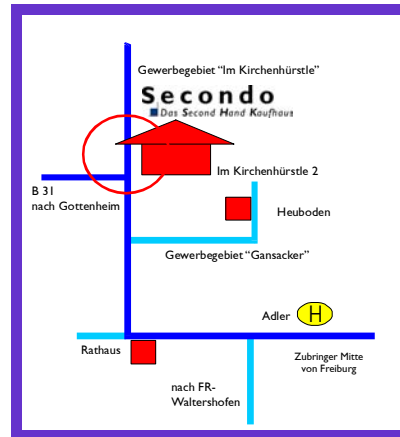 Gewerbegebiet "Im Kirchenhürstle"
Secondo
Das Second Hand Kaufhaus
Im Kirchenhürstle 2
B 31
nach Gottenheim
Heuboden
Gewerbegebiet "Gansacker"
Adler H
Rathaus
Zubringer Mitte
von Freiburg
nach FR-
Waltershofen